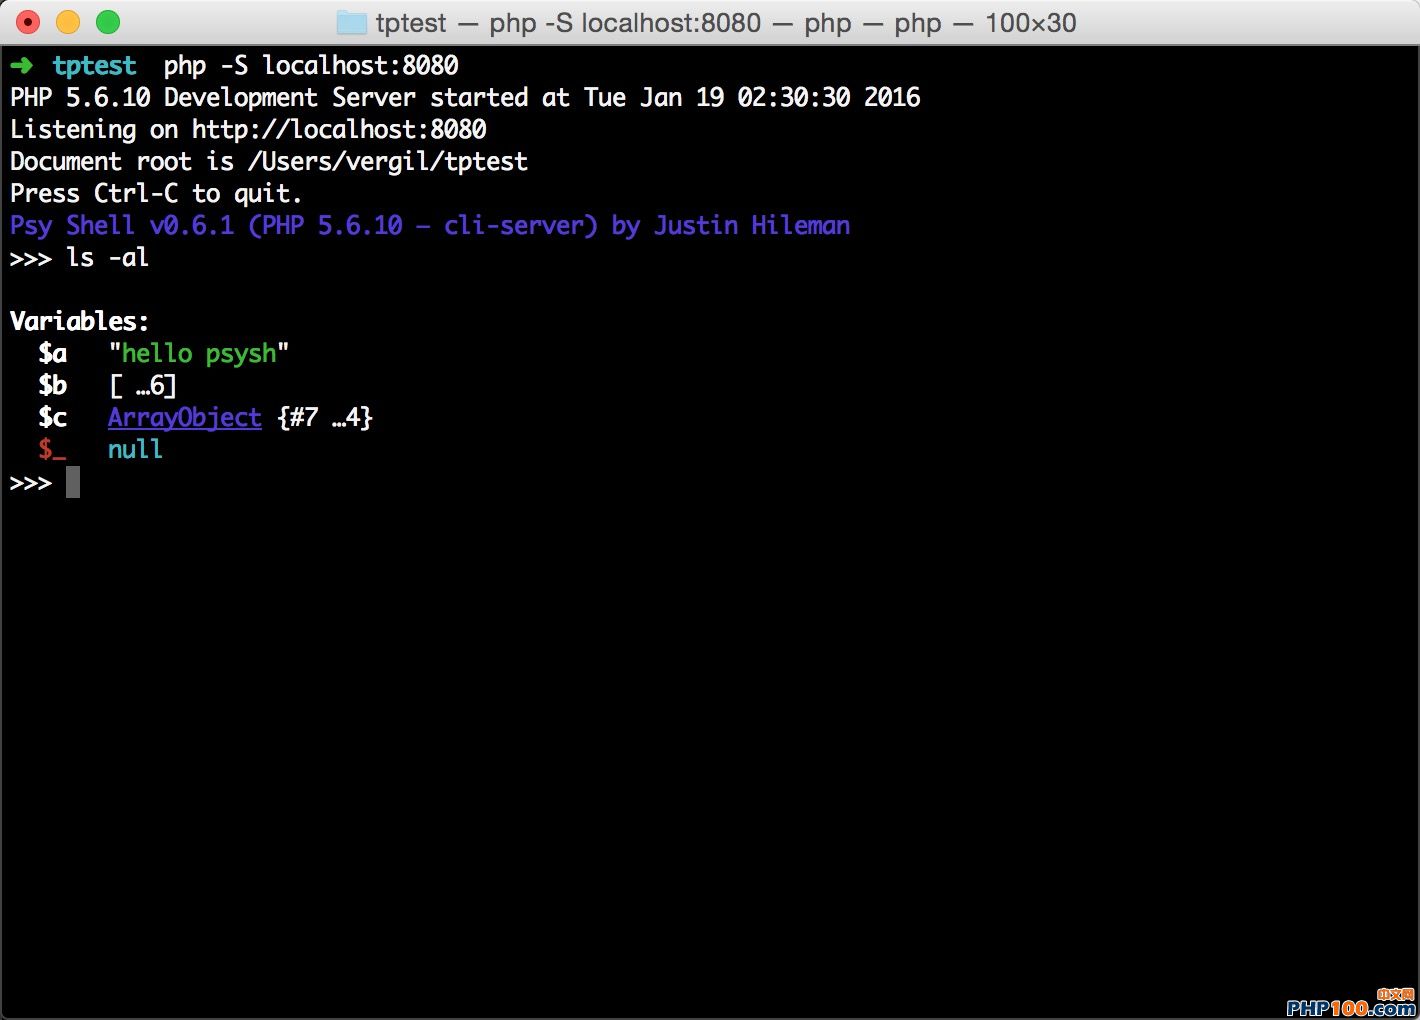 tptest — php -S localhost:8080 — php — php — 100×30
➜ tptest php -S localhost:8080
PHP 5.6.10 Development Server started at Tue Jan 19 02:30:30 2016
Listening on http://localhost:8080
Document root is /Users/vergil/tptest
Press Ctrl-C to quit.
Psy Shell v0.6.1 (PHP 5.6.10 — cli-server) by Justin Hileman
>>> ls -al
Variables:
$a "hello psysh"
$b [ …6]
$c ArrayObject {#7 …4}
$_ null
>>>
中文网
PHP100.com